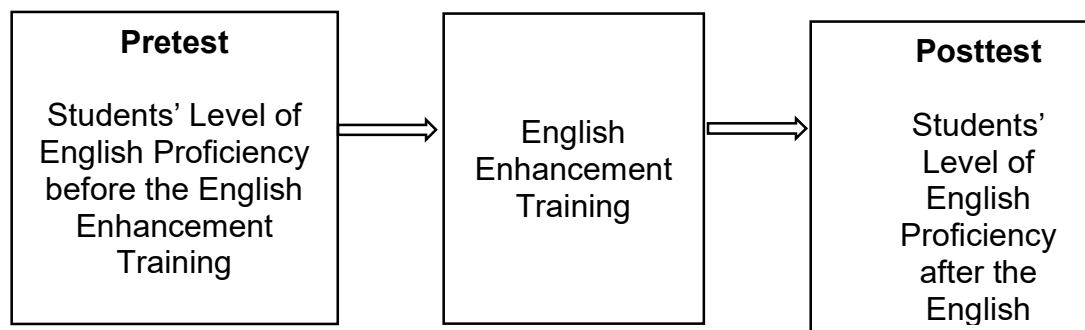 Pretest
Students’ Level of
English Proficiency
before the English
Enhancement
Training
English
Enhancement
Training
Posttest
Students’
Level of
English
Proficiency
after the
English